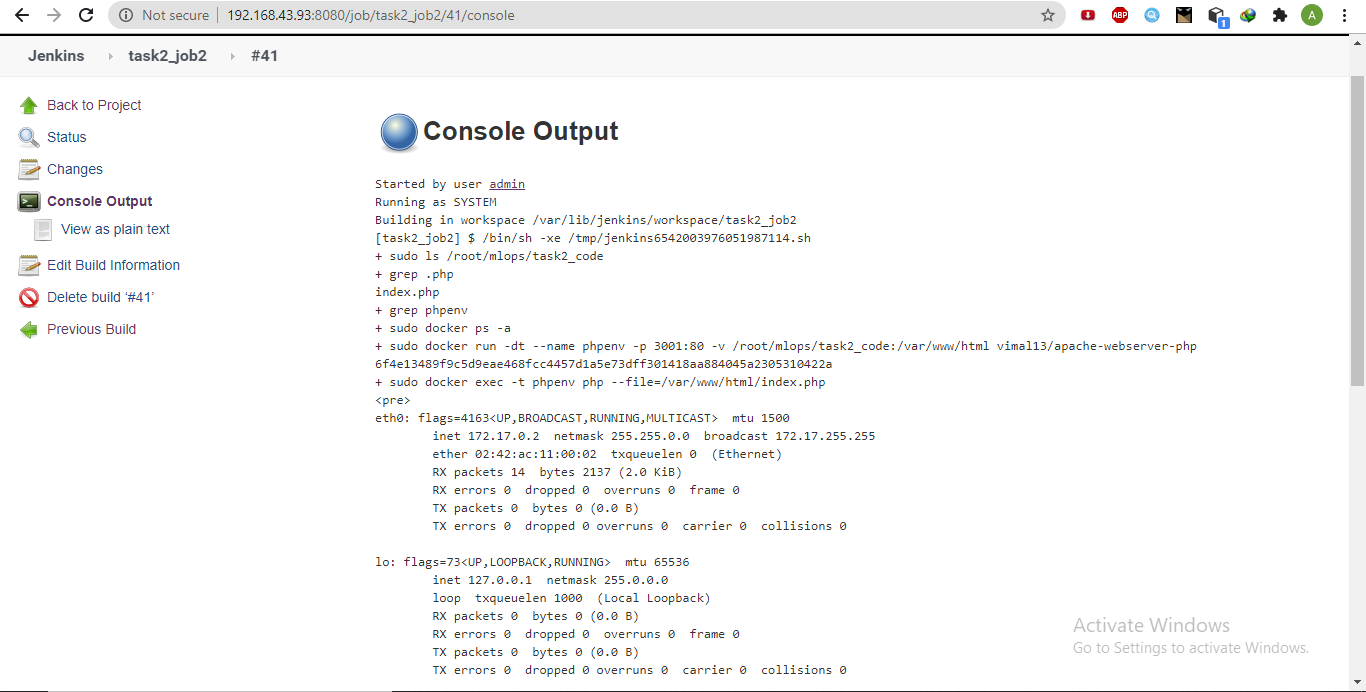 Not secure 192.168.43.93:8080/job/task2_job2/41/console
ABP
1
A
Jenkins task2_job2 #41
Back to Project
Status
Changes
Console Output
View as plain text
Edit Build Information
Delete build ‘#41’
Previous Build
Console Output
Started by user admin
Running as SYSTEM
Building in workspace /var/lib/jenkins/workspace/task2_job2
[task2_job2] $ /bin/sh -xe /tmp/jenkins6542003976051987114.sh
+ sudo ls /root/mlops/task2_code
+ grep .php
index.php
+ grep phpenv
+ sudo docker ps -a
+ sudo docker run -dt --name phpenv -p 3001:80 -v /root/mlops/task2_code:/var/www/html vimal13/apache-webserver-php
6f4e13489f9c5d9eae468fcc4457d1a5e73dff301418aa884045a2305310422a
+ sudo docker exec -t phpenv php --file=/var/www/html/index.php
<pre>
eth0: flags=4163<UP,BROADCAST,RUNNING,MULTICAST>  mtu 1500
        inet 172.17.0.2  netmask 255.255.0.0  broadcast 172.17.255.255
        ether 02:42:ac:11:00:02  txqueuelen 0  (Ethernet)
        RX packets 14  bytes 2137 (2.0 KiB)
        RX errors 0  dropped 0  overruns 0  frame 0
        TX packets 0  bytes 0 (0.0 B)
        TX errors 0  dropped 0 overruns 0  carrier 0  collisions 0
lo: flags=73<UP,LOOPBACK,RUNNING>  mtu 65536
        inet 127.0.0.1  netmask 255.0.0.0
        loop  txqueuelen 1000  (Local Loopback)
        RX packets 0  bytes 0 (0.0 B)
        RX errors 0  dropped 0  overruns 0  frame 0
        TX packets 0  bytes 0 (0.0 B)
        TX errors 0  dropped 0 overruns 0  carrier 0  collisions 0
Activate Windows
Go to Settings to activate Windows.